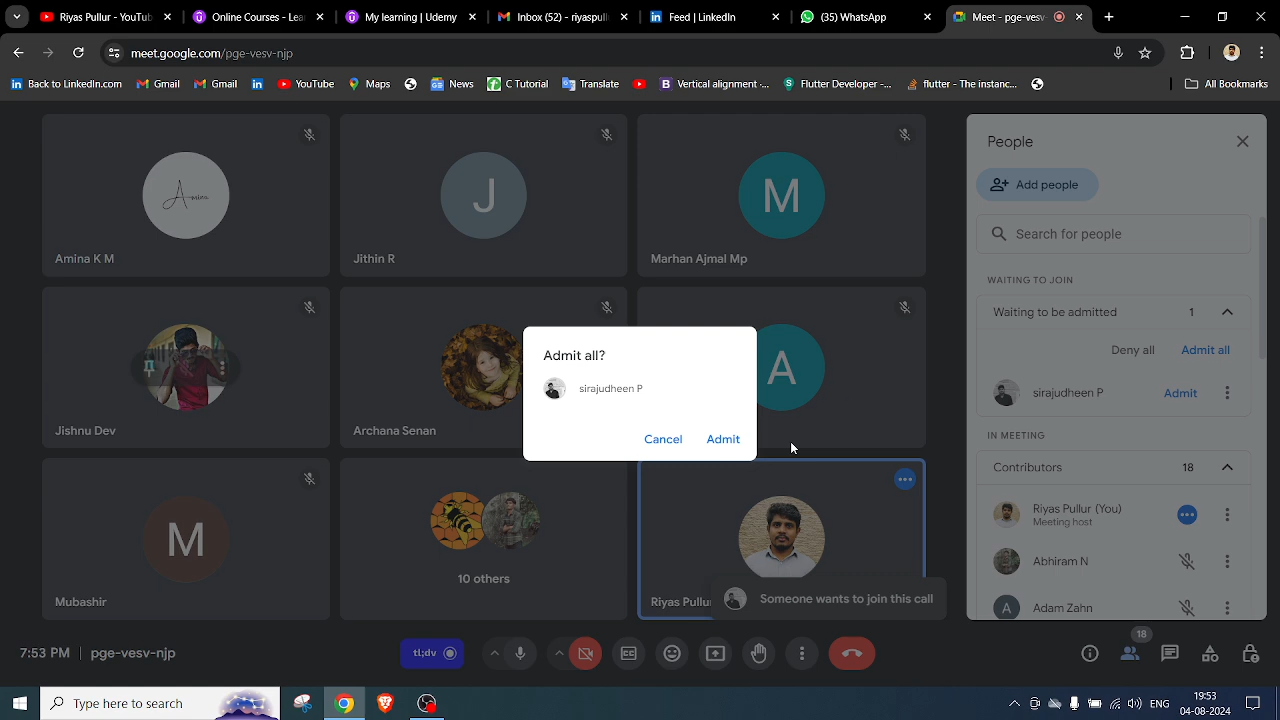 Riyas Pullur - YouTub
Online Courses - Lea
My learning | Udemy
Inbox (52) - riyaspull
Feed | LinkedIn
(35) WhatsApp
Meet - pge-vesv-
meet.google.com/pge-vesv-njp
Back to LinkedIn.com
Gmail
Gmail
YouTube
Maps
News
C Tutorial
Translate
Vertical alignment -...
Flutter Developer -...
flutter - The instanc...
All Bookmarks
Amina
Amina K M
J
Jithin R
M
Marhan Ajmal Mp
Jishnu Dev
Archana Senan
A
M
Mubashir
10 others
Riyas Pullur
Someone wants to join this call
Admit all?
sirajudheen P
Cancel
Admit
People
Add people
Search for people
WAITING TO JOIN
Waiting to be admitted 1
Deny all Admit all
sirajudheen P Admit
IN MEETING
Contributors 18
Riyas Pullur (You)
Meeting host
Abhiram N
A Adam Zahn
7:53 PM | pge-vesv-njp
tl;dv
18
Type here to search
19:53
04-08-2024